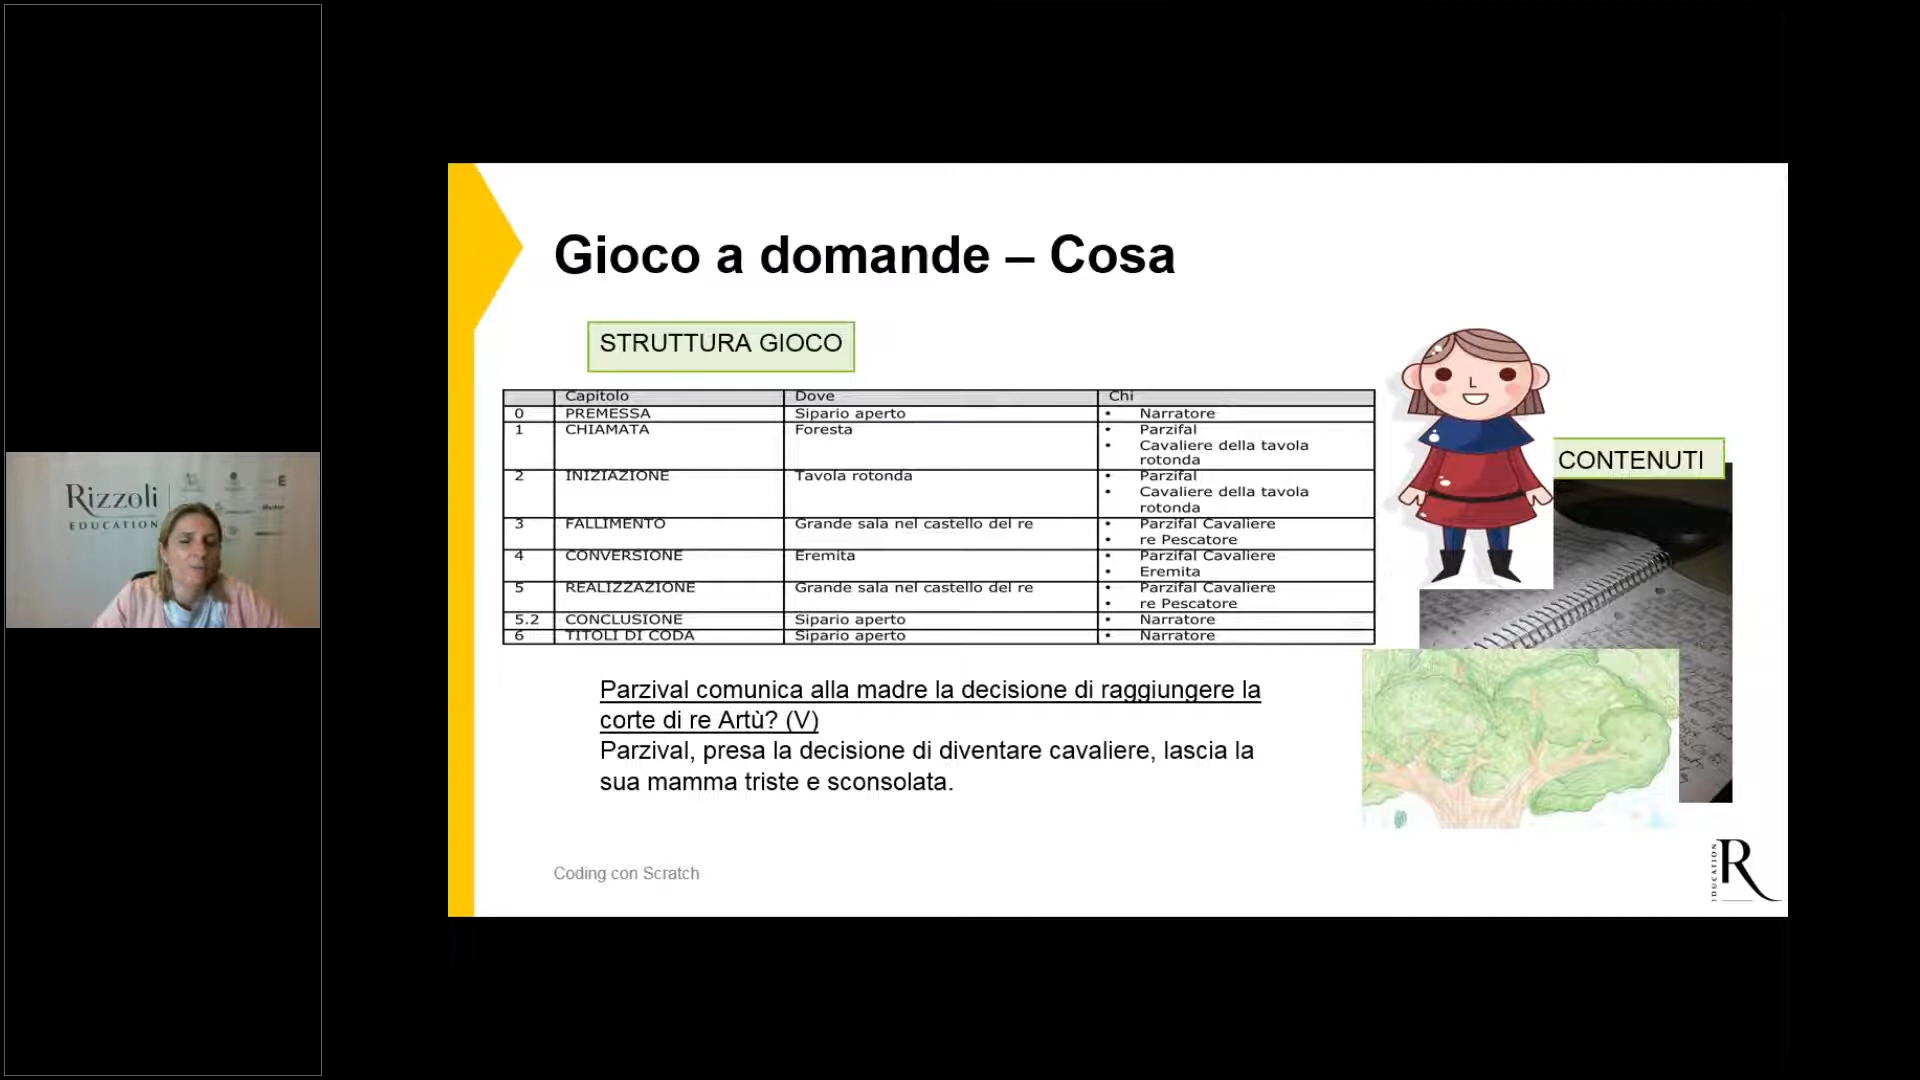 Rizzoli
EDUCATION
Gioco a domande – Cosa
STRUTTURA GIOCO
Capitolo Dove Chi
0 PREMESSA Sipario aperto • Narratore
1 CHIAMATA Foresta • Parzifal
• Cavaliere della tavola
rotonda
2 INIZIAZIONE Tavola rotonda • Parzifal
• Cavaliere della tavola
rotonda
3 FALLIMENTO Grande sala nel castello del re • Parzifal Cavaliere
• re Pescatore
4 CONVERSIONE Eremita • Parzifal Cavaliere
• Eremita
5 REALIZZAZIONE Grande sala nel castello del re • Parzifal Cavaliere
• re Pescatore
5.2 CONCLUSIONE Sipario aperto • Narratore
6 TITOLI DI CODA Sipario aperto • Narratore
CONTENUTI
Parzival comunica alla madre la decisione di raggiungere la
corte di re Artù? (V)
Parzival, presa la decisione di diventare cavaliere, lascia la
sua mamma triste e sconsolata.
Coding con Scratch
EDUCATION
R